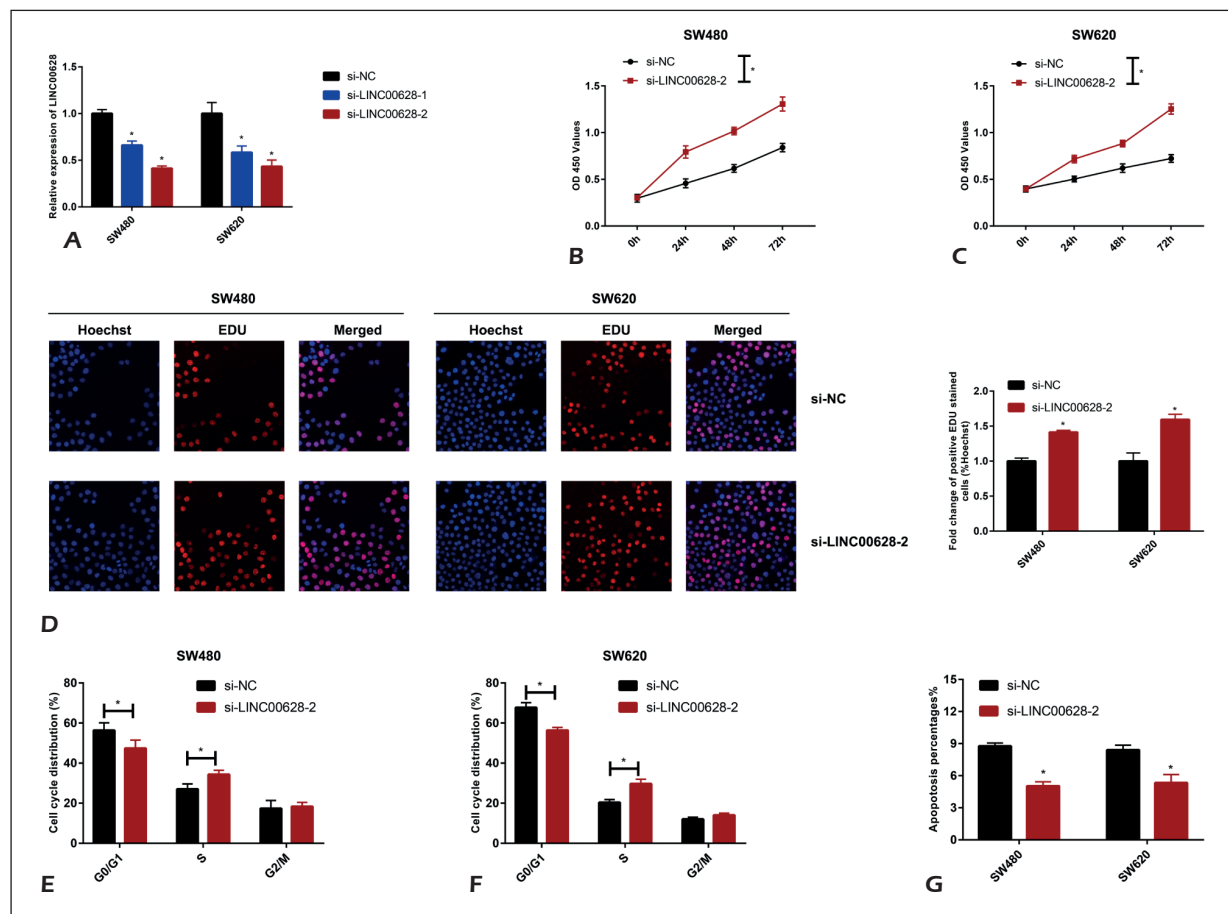 Relative expression of LINC00628
1.5
1.0
0.5
0.0
*
*
*
*
SW480
SW620
si-NC
si-LINC00628-1
si-LINC00628-2
A
SW480
si-NC
si-LINC00628-2
*
OD 450 Values
1.5
1.0
0.5
0.0
0h
24h
48h
72h
B
SW620
si-NC
si-LINC00628-2
*
OD 450 Values
1.5
1.0
0.5
0.0
0h
24h
48h
72h
C
SW480
SW620
Hoechst
EDU
Merged
Hoechst
EDU
Merged
si-NC
si-LINC00628-2
D
si-NC
si-LINC00628-2
Fold change of positive EDU stained
cells (%Hoechst)
2.0
1.5
1.0
0.5
0.0
*
*
SW480
SW620
SW480
si-NC
si-LINC00628-2
Cell cycle distribution (%)
80
60
40
20
0
*
*
G0/G1
S
G2/M
E
SW620
si-NC
si-LINC00628-2
Cell cycle distribution (%)
80
60
40
20
0
*
*
G0/G1
S
G2/M
F
si-NC
si-LINC00628-2
Apopotosis percentages%
15
12
9
6
3
0
*
*
SW480
SW620
G